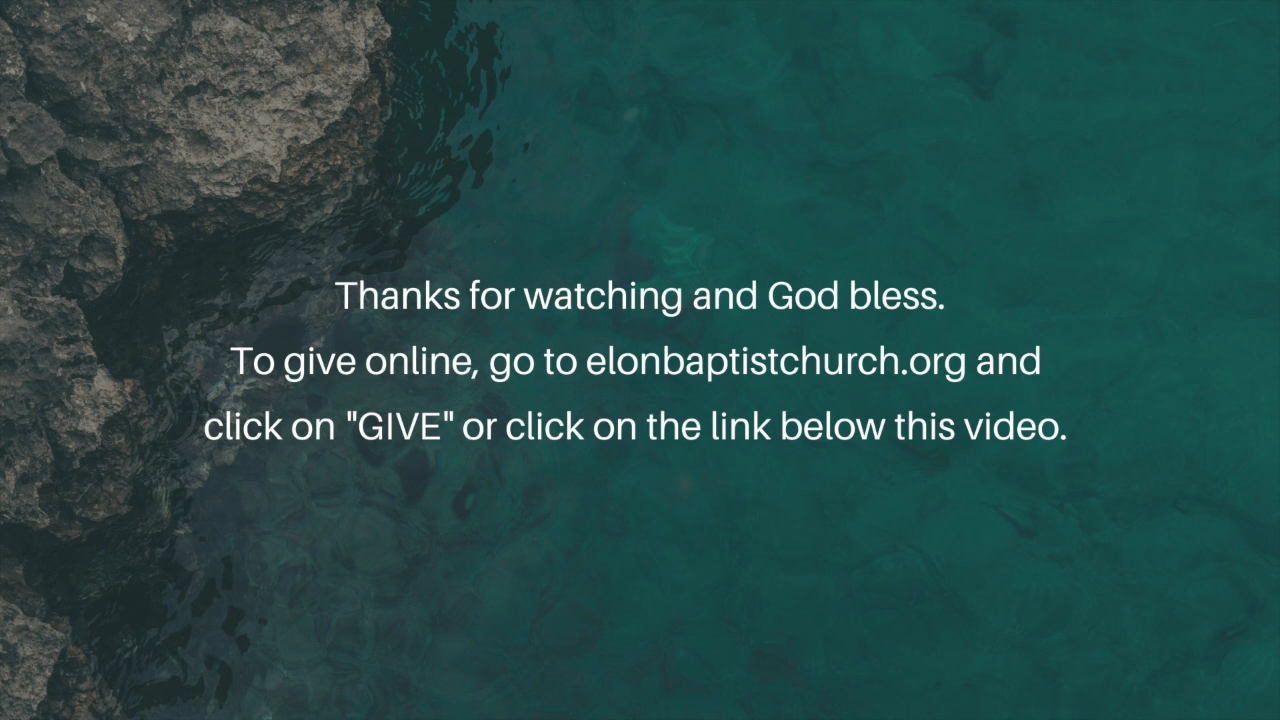 Thanks for watching and God bless.
To give online, go to elonbaptistchurch.org and
click on "GIVE" or click on the link below this video.